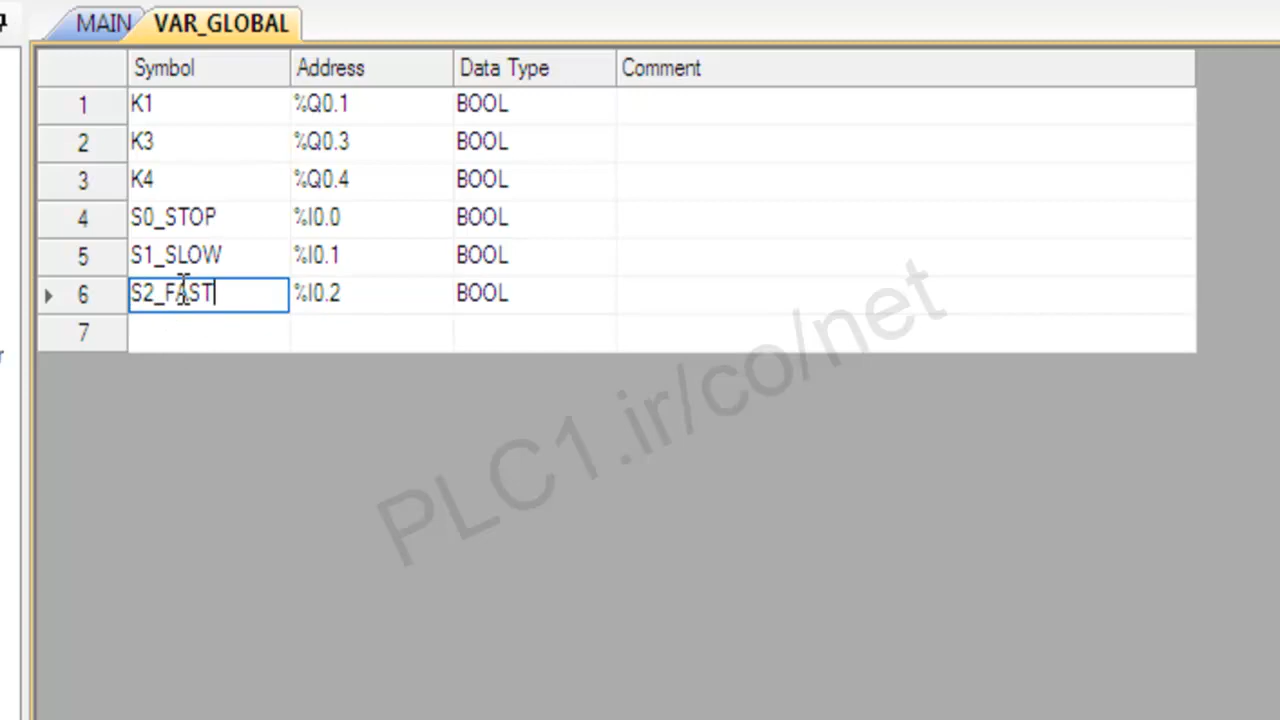 MAIN VAR_GLOBAL
Symbol Address Data Type Comment
1 K1 %Q0.1 BOOL
2 K3 %Q0.3 BOOL
3 K4 %Q0.4 BOOL
4 S0_STOP %I0.0 BOOL
5 S1_SLOW %I0.1 BOOL
6 S2_FAST %I0.2 BOOL
7
PLC1.ir/co/net